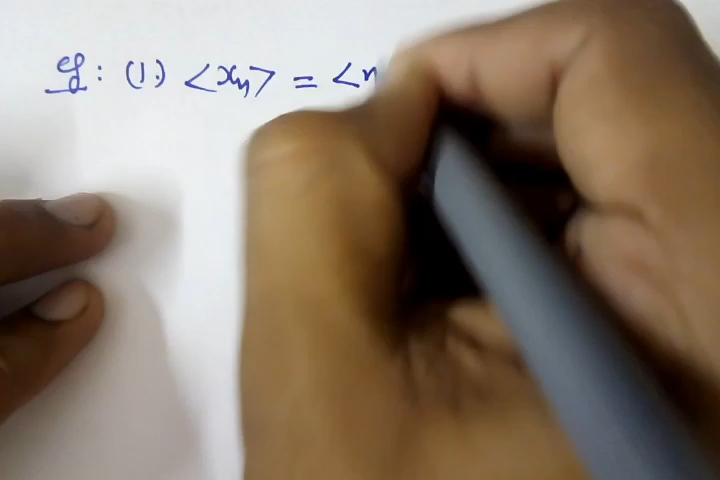 eg: (1.) <xn> = <n